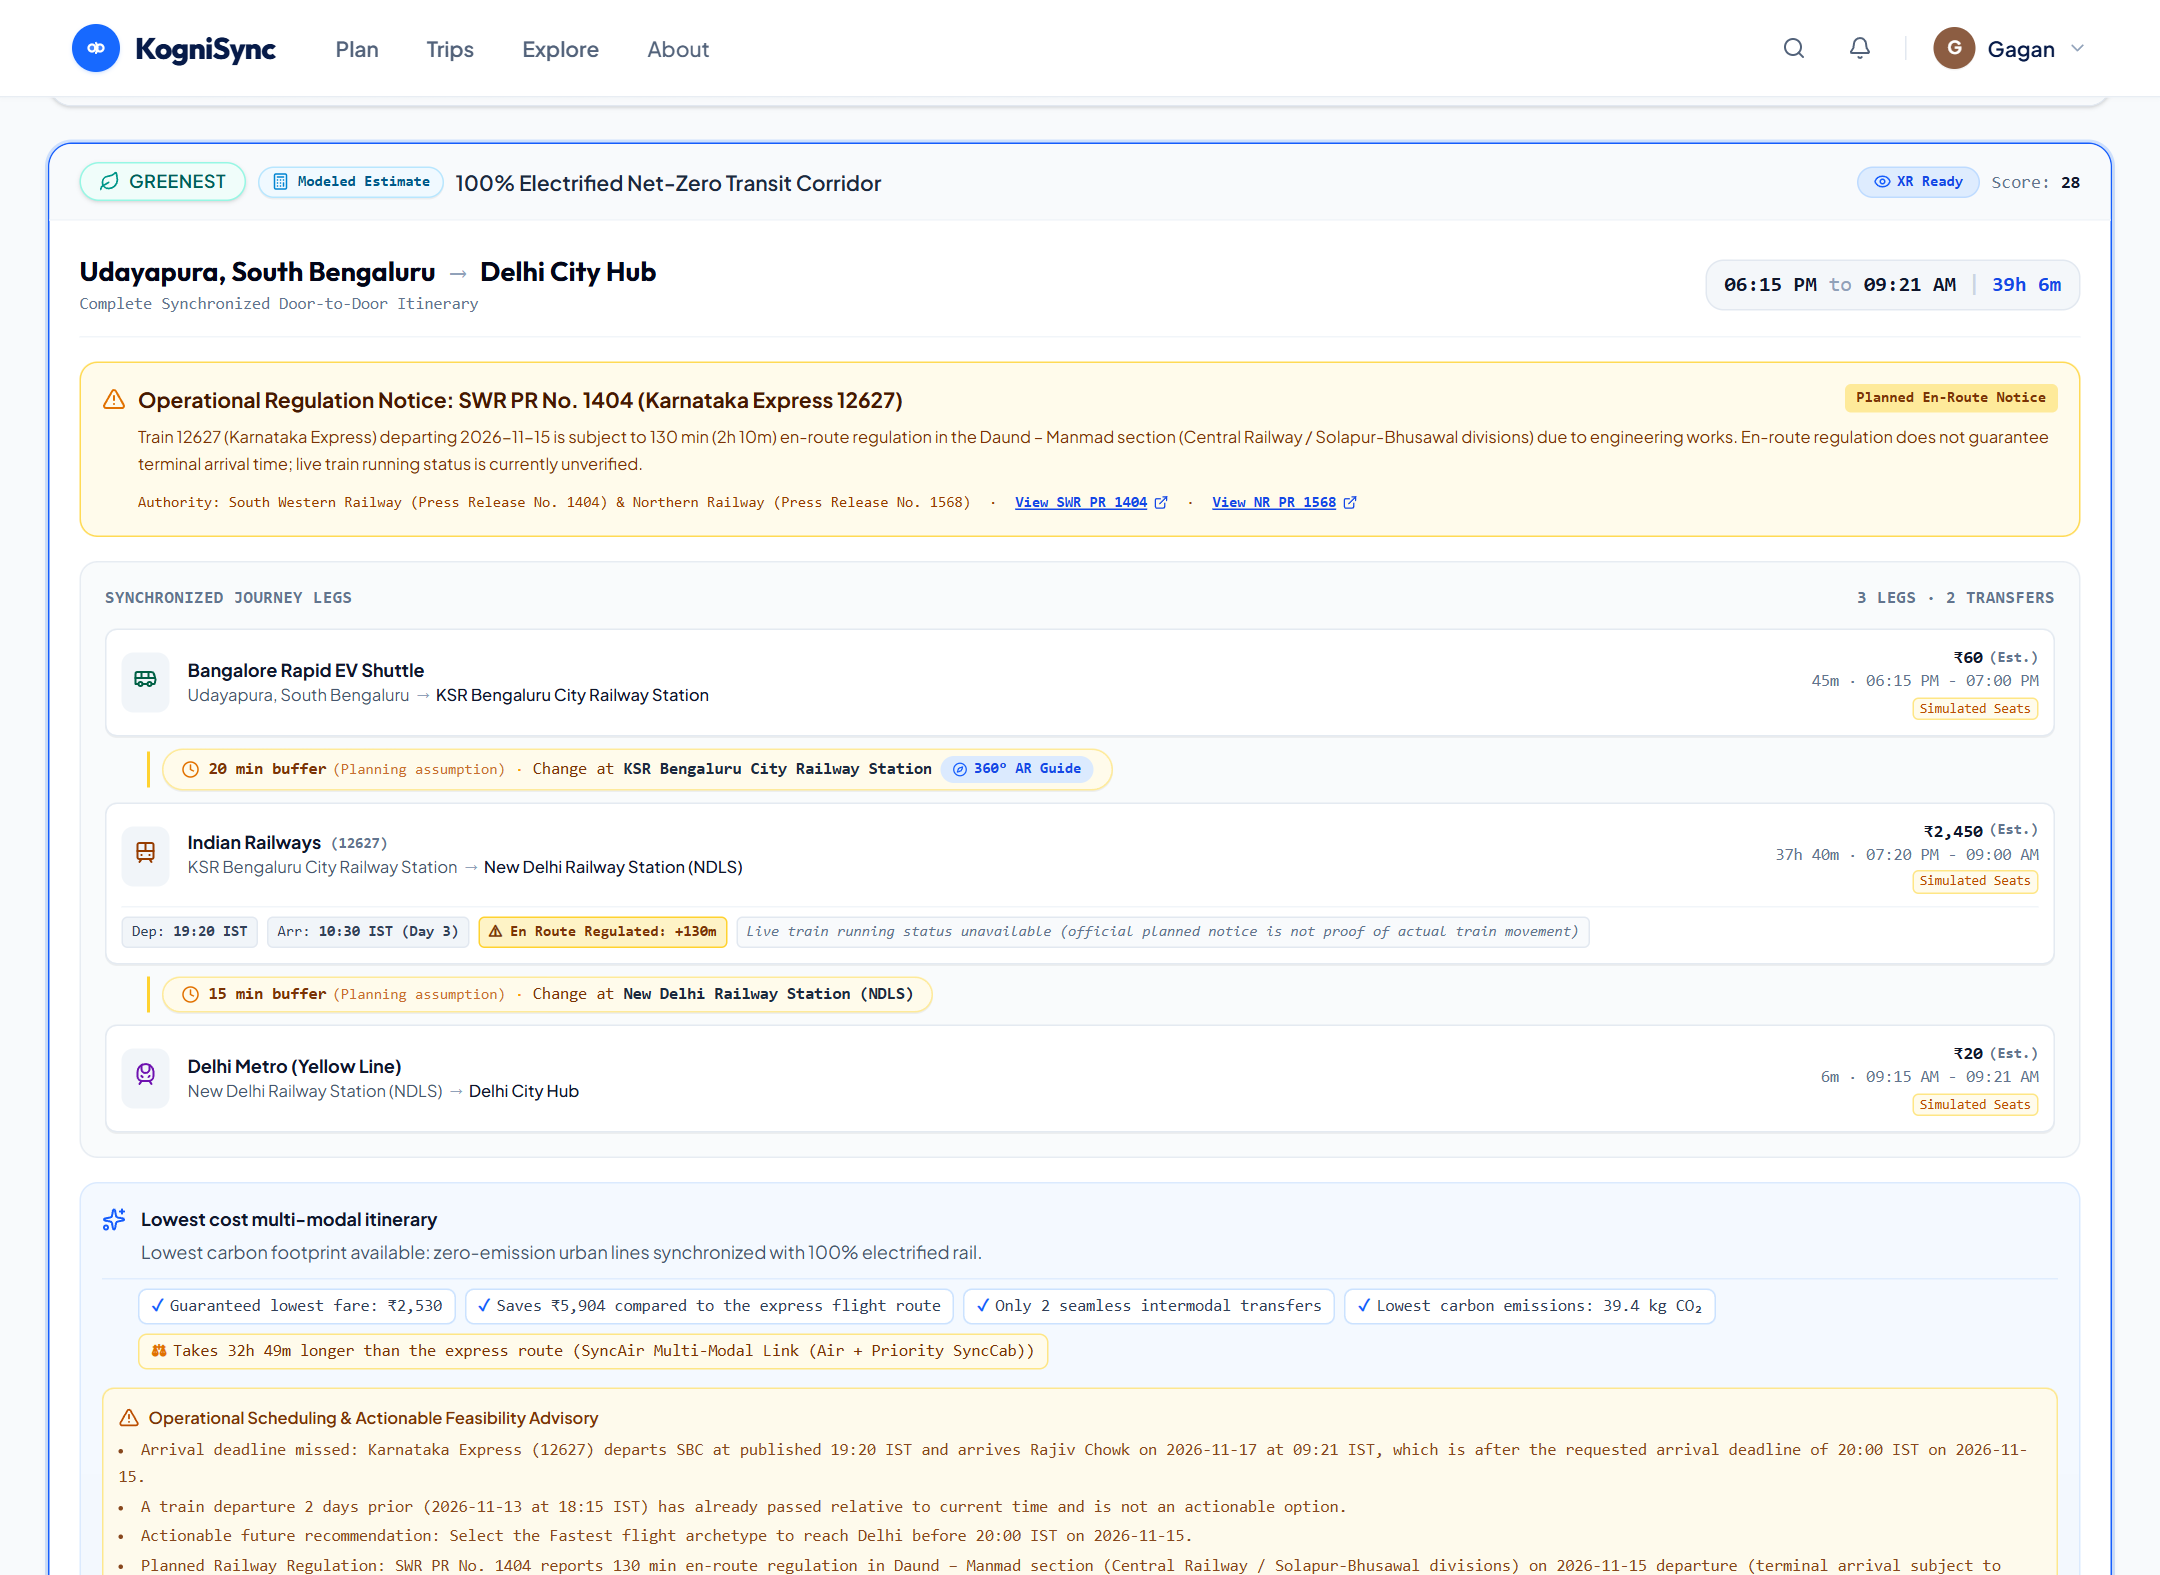 KogniSync Plan Trips Explore About G Gagan
GREENEST Modeled Estimate 100% Electrified Net-Zero Transit Corridor XR Ready Score: 28
Udayapura, South Bengaluru → Delhi City Hub
Complete Synchronized Door-to-Door Itinerary
06:15 PM to 09:21 AM | 39h 6m
Operational Regulation Notice: SWR PR No. 1404 (Karnataka Express 12627) Planned En-Route Notice
Train 12627 (Karnataka Express) departing 2026-11-15 is subject to 130 min (2h 10m) en-route regulation in the Daund – Manmad section (Central Railway / Solapur-Bhusawal divisions) due to engineering works. En-route regulation does not guarantee
terminal arrival time; live train running status is currently unverified.
Authority: South Western Railway (Press Release No. 1404) & Northern Railway (Press Release No. 1568) · View SWR PR 1404 · View NR PR 1568
SYNCHRONIZED JOURNEY LEGS 3 LEGS · 2 TRANSFERS
Bangalore Rapid EV Shuttle
Udayapura, South Bengaluru → KSR Bengaluru City Railway Station
₹60 (Est.)
45m · 06:15 PM - 07:00 PM
Simulated Seats
20 min buffer (Planning assumption) · Change at KSR Bengaluru City Railway Station 360° AR Guide
Indian Railways (12627)
KSR Bengaluru City Railway Station → New Delhi Railway Station (NDLS)
₹2,450 (Est.)
37h 40m · 07:20 PM - 09:00 AM
Simulated Seats
Dep: 19:20 IST Arr: 10:30 IST (Day 3) ⚠ En Route Regulated: +130m Live train running status unavailable (official planned notice is not proof of actual train movement)
15 min buffer (Planning assumption) · Change at New Delhi Railway Station (NDLS)
Delhi Metro (Yellow Line)
New Delhi Railway Station (NDLS) → Delhi City Hub
₹20 (Est.)
6m · 09:15 AM - 09:21 AM
Simulated Seats
Lowest cost multi-modal itinerary
Lowest carbon footprint available: zero-emission urban lines synchronized with 100% electrified rail.
✓ Guaranteed lowest fare: ₹2,530 ✓ Saves ₹5,904 compared to the express flight route ✓ Only 2 seamless intermodal transfers ✓ Lowest carbon emissions: 39.4 kg CO₂
Takes 32h 49m longer than the express route (SyncAir Multi-Modal Link (Air + Priority SyncCab))
Operational Scheduling & Actionable Feasibility Advisory
• Arrival deadline missed: Karnataka Express (12627) departs SBC at published 19:20 IST and arrives Rajiv Chowk on 2026-11-17 at 09:21 IST, which is after the requested arrival deadline of 20:00 IST on 2026-11-
15.
• A train departure 2 days prior (2026-11-13 at 18:15 IST) has already passed relative to current time and is not an actionable option.
• Actionable future recommendation: Select the Fastest flight archetype to reach Delhi before 20:00 IST on 2026-11-15.
• Planned Railway Regulation: SWR PR No. 1404 reports 130 min en-route regulation in Daund – Manmad section (Central Railway / Solapur-Bhusawal divisions) on 2026-11-15 departure (terminal arrival subject to